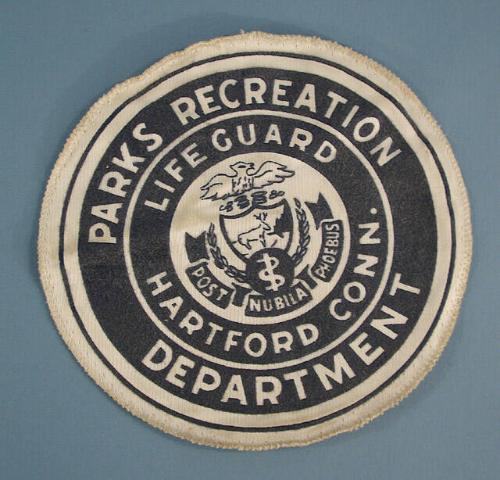 PARKS RECREATION
DEPARTMENT
LIFE GUARD
HARTFORD CONN.
POST NUBILA PHOEBUS